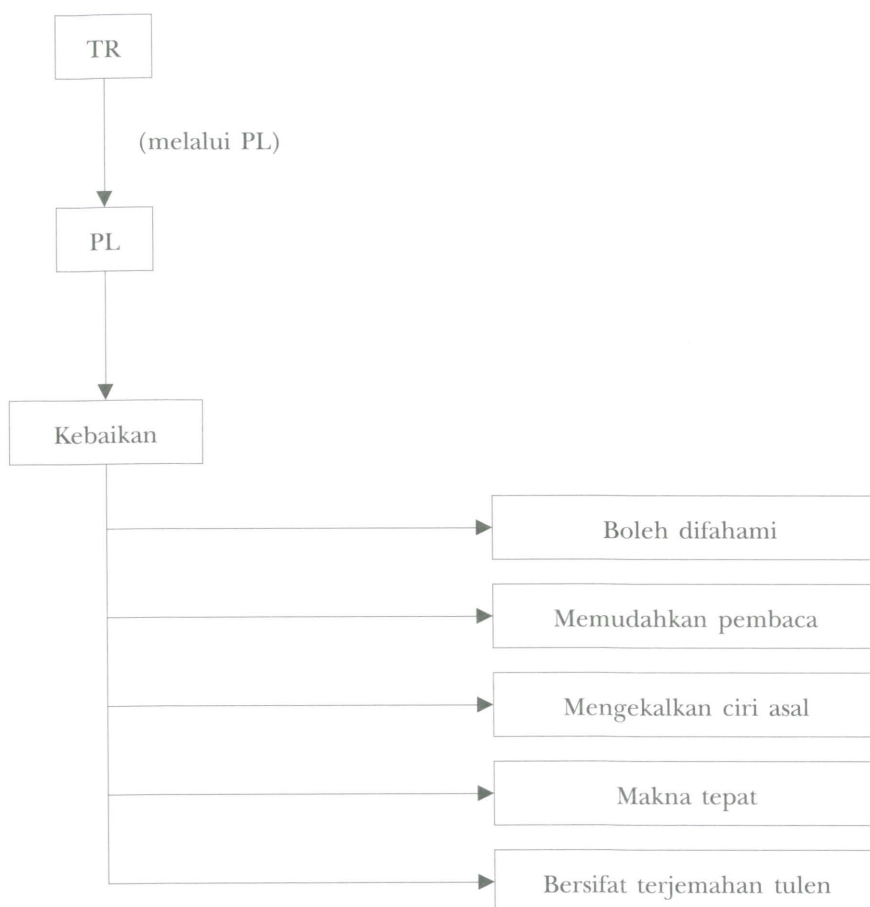 TR
(melalui PL)
PL
Kebaikan
Boleh difahami
Memudahkan pembaca
Mengekalkan ciri asal
Makna tepat
Bersifat terjemahan tulen